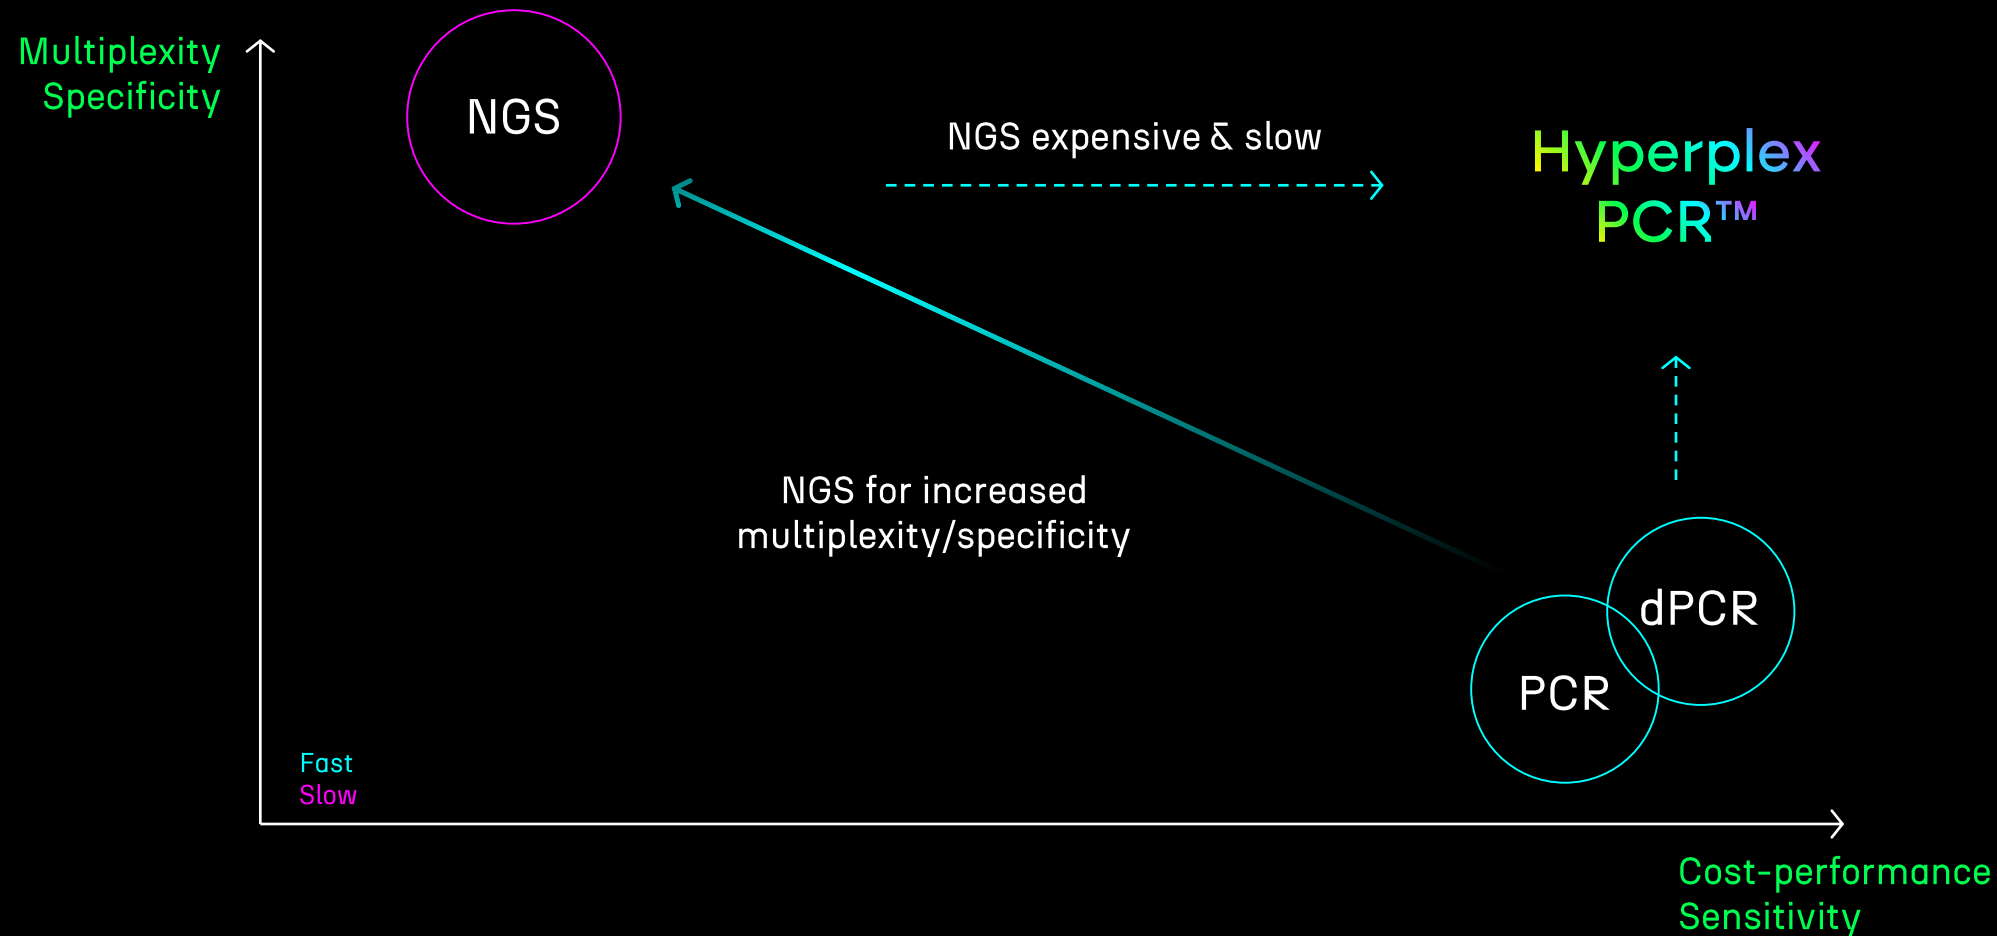 Multiplexity
Specificity
NGS
NGS expensive & slow
Hyperplex
PCR™
NGS for increased
multiplexity/specificity
dPCR
PCR
Fast
Slow
Cost-performance
Sensitivity